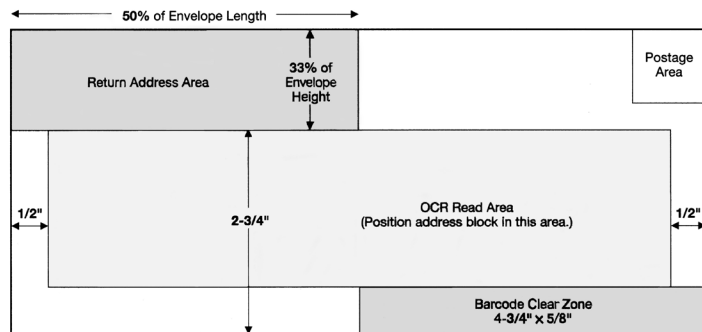 50% of Envelope Length
Return Address Area
33% of
Envelope
Height
Postage
Area
1/2"
2-3/4"
OCR Read Area
(Position address block in this area.)
1/2"
Barcode Clear Zone
4-3/4" x 5/8"